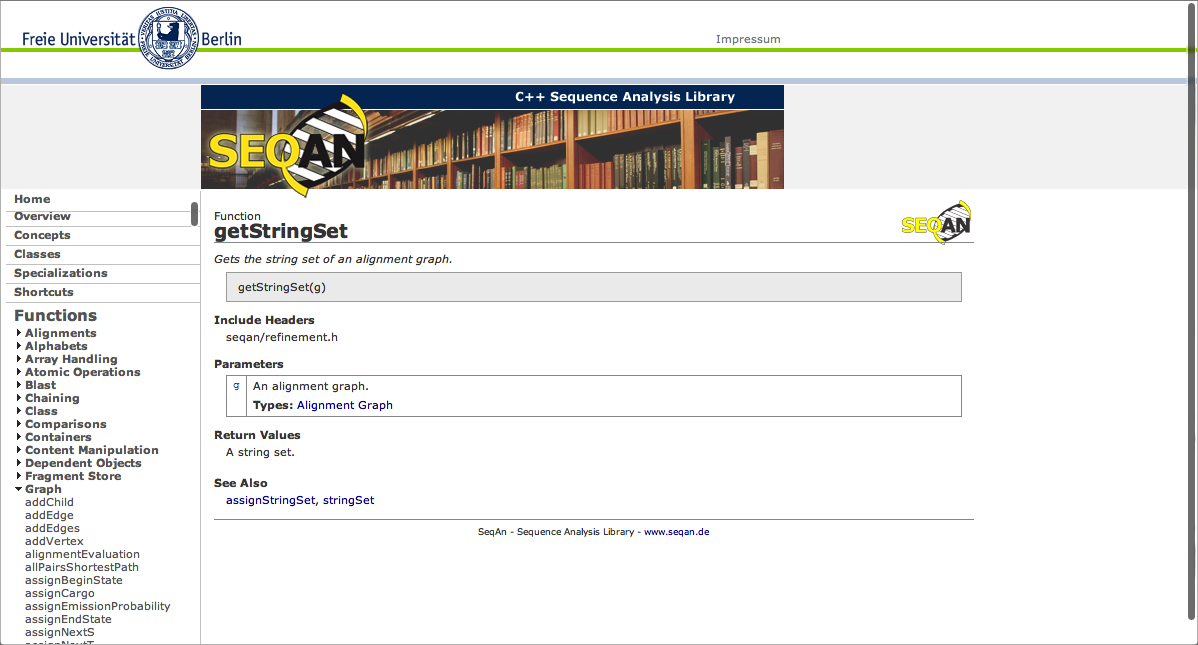 Freie Universität Berlin
Impressum
C++ Sequence Analysis Library
SEQAN
Home
Overview
Concepts
Classes
Specializations
Shortcuts
Functions
Alignments
Alphabets
Array Handling
Atomic Operations
Blast
Chaining
Class
Comparisons
Containers
Content Manipulation
Dependent Objects
Fragment Store
Graph
addChild
addEdge
addEdges
addVertex
alignmentEvaluation
allPairsShortestPath
assignBeginState
assignCargo
assignEmissionProbability
assignEndState
assignNextS
assignNextT
Function
getStringSet
SEQAN
Gets the string set of an alignment graph.
getStringSet(g)
Include Headers
seqan/refinement.h
Parameters
g An alignment graph.
Types: Alignment Graph
Return Values
A string set.
See Also
assignStringSet, stringSet
SeqAn - Sequence Analysis Library - www.seqan.de